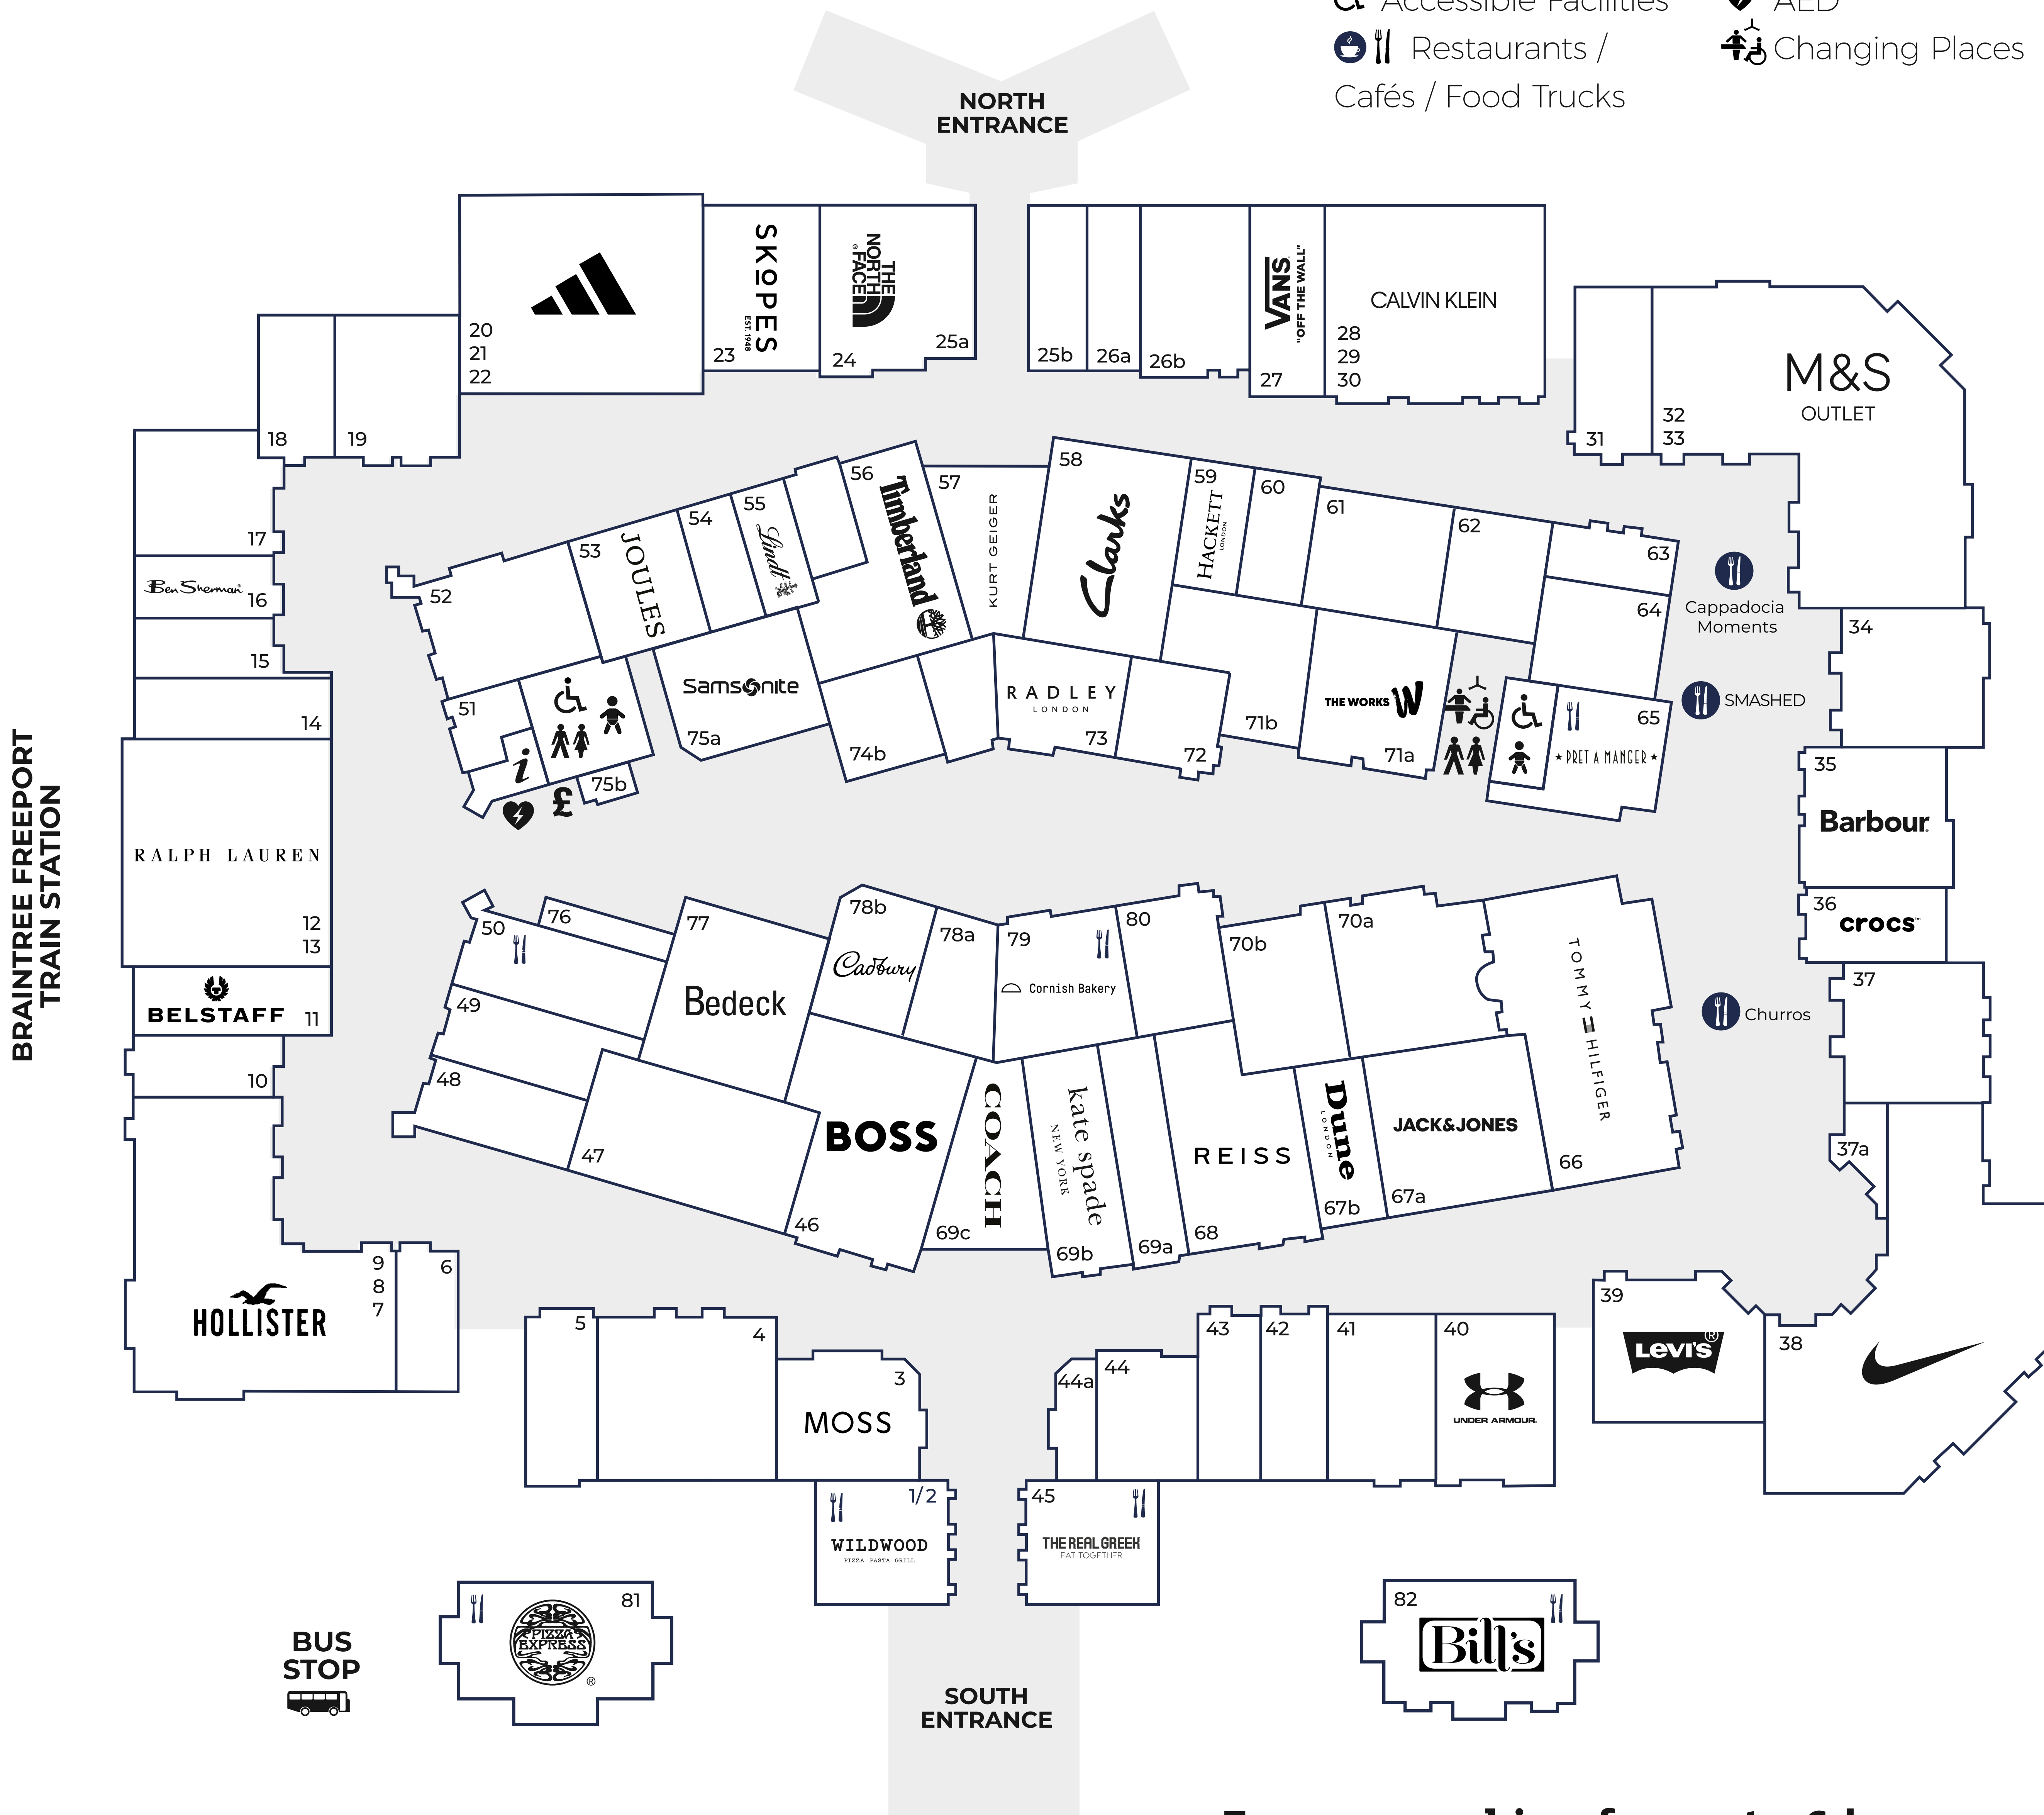 Accessible Facilities
AED
Restaurants /
Cafés / Food Trucks
Changing Places
NORTH
ENTRANCE
20
21
22
SKOPES
EST. 1948
23
THE
NORTH
FACE
®
24
25a
25b
26a
26b
VANS
"OFF THE WALL"
27
CALVIN KLEIN
28
29
30
31
M&S
OUTLET
32
33
18
19
17
Ben Sherman
16
15
14
RALPH LAUREN
12
13
BELSTAFF
11
10
BRAINTREE FREEPORT
TRAIN STATION
52
53
JOULES
54
55
Lindt
56
Timberland
57
KURT GEIGER
58
Clarks
59
HACKETT
LONDON
60
61
62
63
64
65
PRET A MANGER
Cappadocia
Moments
SMASHED
34
35
Barbour
36
crocs
37
37a
Churros
51
i
£
75b
Samsonite
75a
74b
RADLEY
LONDON
73
72
71b
THE WORKS W
71a
50
76
77
Bedeck
78b
Cadbury
78a
79
Cornish Bakery
80
70b
70a
TOMMY HILFIGER
66
49
48
47
BOSS
46
COACH
69c
kate spade
NEW YORK
69b
69a
REISS
68
Dune
LONDON
67b
JACK&JONES
67a
HOLLISTER
9
8
7
6
5
4
3
MOSS
1/2
WILDWOOD
PIZZA PASTA GRILL
44a
44
43
42
41
40
UNDER ARMOUR
39
LEVI'S
®
38
45
THE REAL GREEK
EAT TOGETHER
81
PIZZA
EXPRESS
®
82
Bill's
BUS
STOP
SOUTH
ENTRANCE